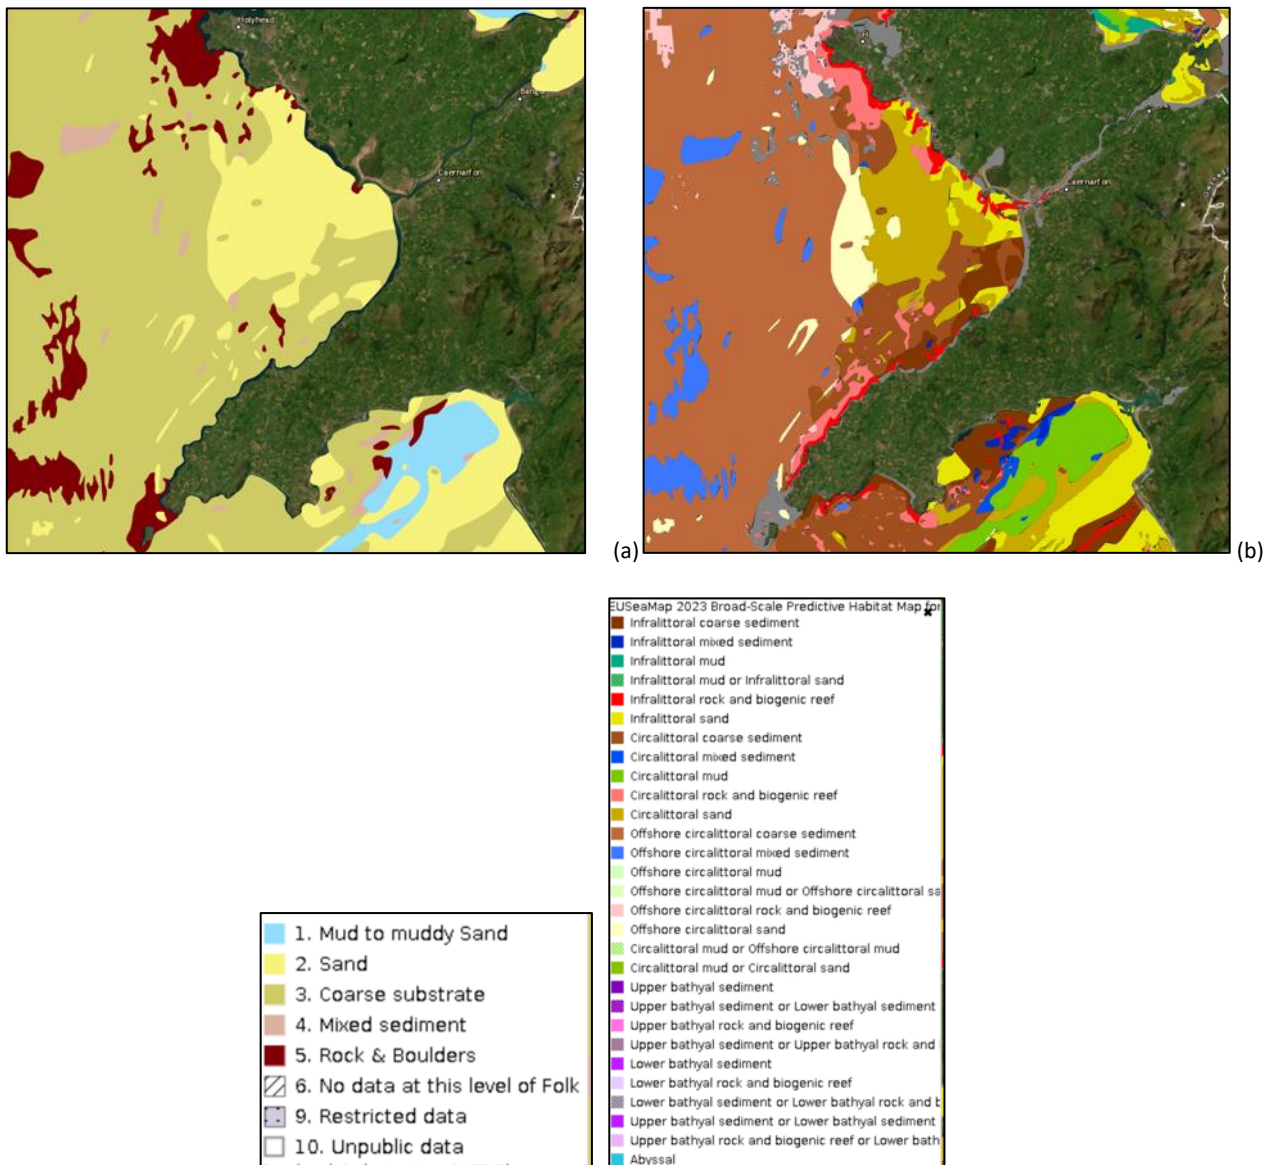 Holyhead
Caernarfon
Caernarfon
(a)
(b)
EUSeaMap 2023 Broad-Scale Predictive Habitat Map for
Infralittoral coarse sediment
Infralittoral mixed sediment
Infralittoral mud
Infralittoral mud or Infralittoral sand
Infralittoral rock and biogenic reef
Infralittoral sand
Circalittoral coarse sediment
Circalittoral mixed sediment
Circalittoral mud
Circalittoral rock and biogenic reef
Circalittoral sand
Offshore circalittoral coarse sediment
Offshore circalittoral mixed sediment
Offshore circalittoral mud
Offshore circalittoral mud or Offshore circalittoral sa
Offshore circalittoral rock and biogenic reef
Offshore circalittoral sand
Circalittoral mud or Offshore circalittoral mud
Circalittoral mud or Circalittoral sand
Upper bathyal sediment
Upper bathyal sediment or Lower bathyal sediment
Upper bathyal rock and biogenic reef
Upper bathyal sediment or Upper bathyal rock and
Lower bathyal sediment
Lower bathyal rock and biogenic reef
Lower bathyal sediment or Lower bathyal rock and b
Upper bathyal sediment or Lower bathyal sediment
Upper bathyal rock and biogenic reef or Lower bath
Abyssal
1. Mud to muddy Sand
2. Sand
3. Coarse substrate
4. Mixed sediment
5. Rock & Boulders
6. No data at this level of Folk
9. Restricted data
10. Unpublic data